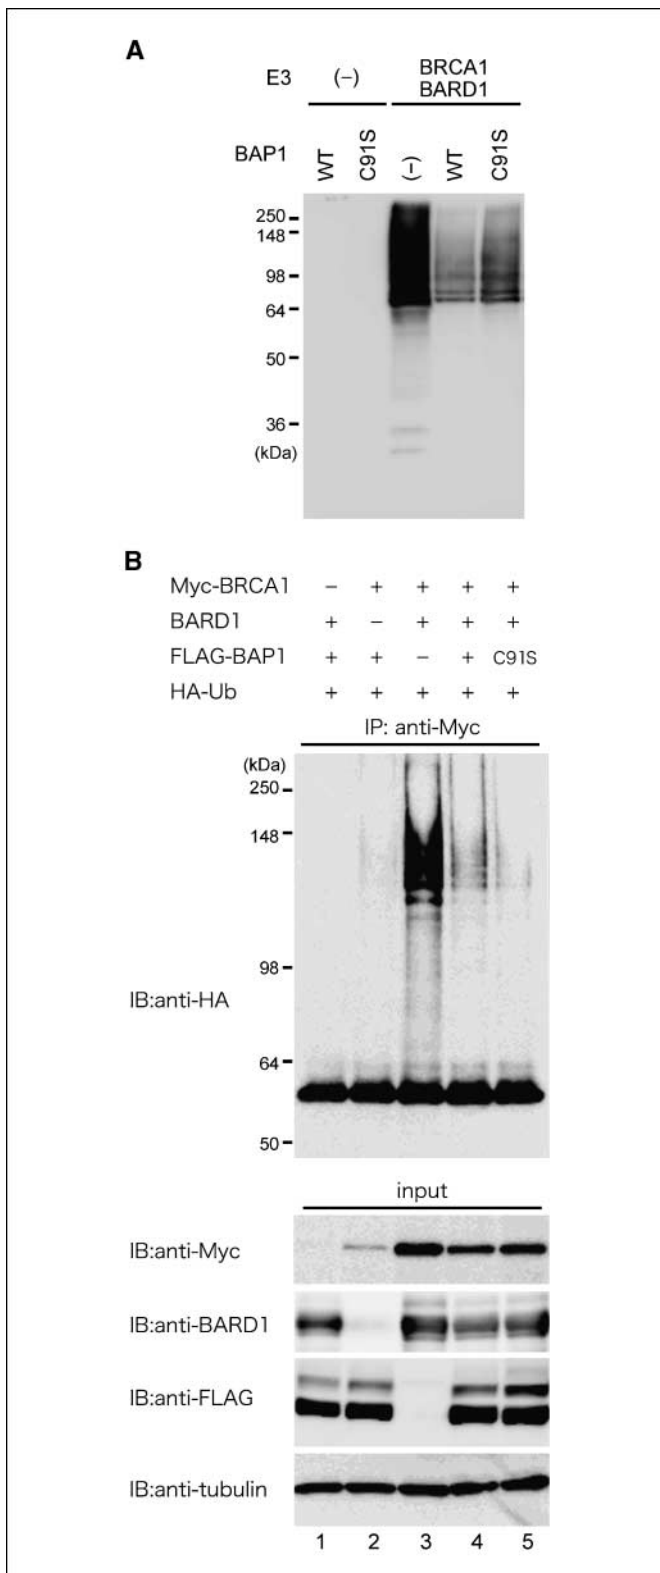 A
E3 (−) BRCA1
BARD1
BAP1 WT C91S (−) WT C91S
250
148
98
64
50
36
(kDa)
B
Myc-BRCA1 − + + + +
BARD1 + − + + +
FLAG-BAP1 + + − + C91S
HA-Ub + + + + +
IP: anti-Myc
(kDa)
250
148
98
IB:anti-HA
64
50
input
IB:anti-Myc
IB:anti-BARD1
IB:anti-FLAG
IB:anti-tubulin
1 2 3 4 5